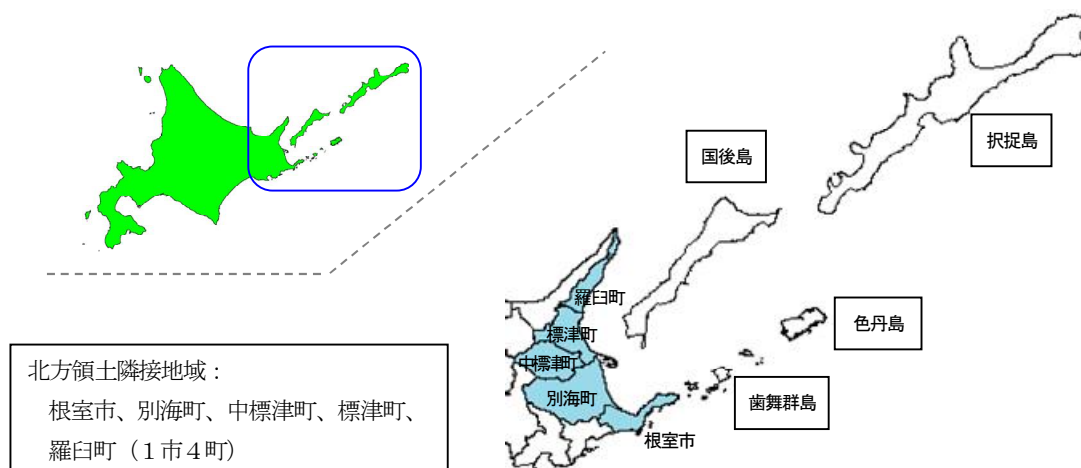 国後島
択捉島
羅臼町
標津町
色丹島
中標津町
別海町
歯舞群島
根室市
北方領土隣接地域：
根室市、別海町、中標津町、標津町、
羅臼町（１市４町）